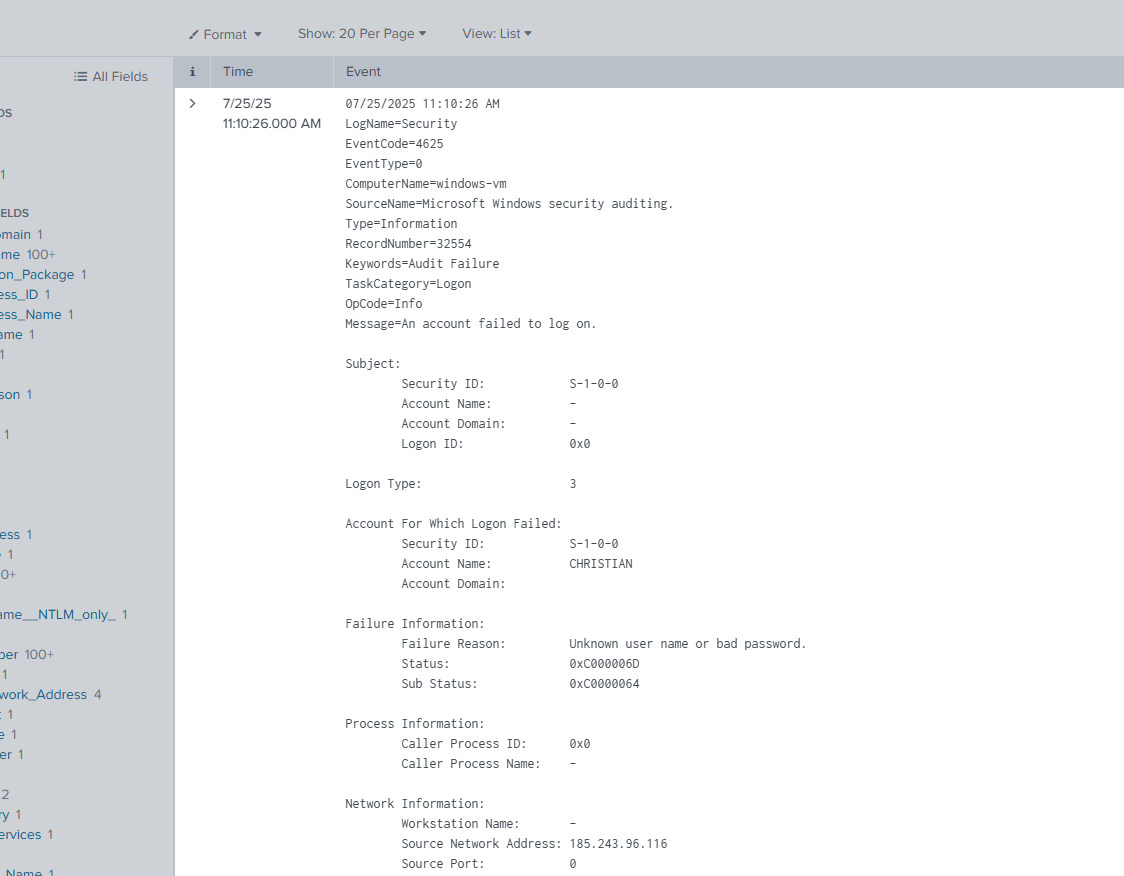 Format
Show: 20 Per Page
View: List
All Fields
i Time Event
DS
1
ELDS
omain 1
me 100+
on_Package 1
ess_ID 1
ess_Name 1
ame 1
1
son 1
1
ess 1
1
0+
ame__NTLM_only_ 1
ber 100+
1
work_Address 4
1
e 1
er 1
2
ry 1
ervices 1
_Name 1
7/25/25
11:10:26.000 AM
07/25/2025 11:10:26 AM
LogName=Security
EventCode=4625
EventType=0
ComputerName=windows-vm
SourceName=Microsoft Windows security auditing.
Type=Information
RecordNumber=32554
Keywords=Audit Failure
TaskCategory=Logon
OpCode=Info
Message=An account failed to log on.
Subject:
Security ID: S-1-0-0
Account Name: -
Account Domain: -
Logon ID: 0x0
Logon Type: 3
Account For Which Logon Failed:
Security ID: S-1-0-0
Account Name: CHRISTIAN
Account Domain:
Failure Information:
Failure Reason: Unknown user name or bad password.
Status: 0xC000006D
Sub Status: 0xC0000064
Process Information:
Caller Process ID: 0x0
Caller Process Name: -
Network Information:
Workstation Name: -
Source Network Address: 185.243.96.116
Source Port: 0